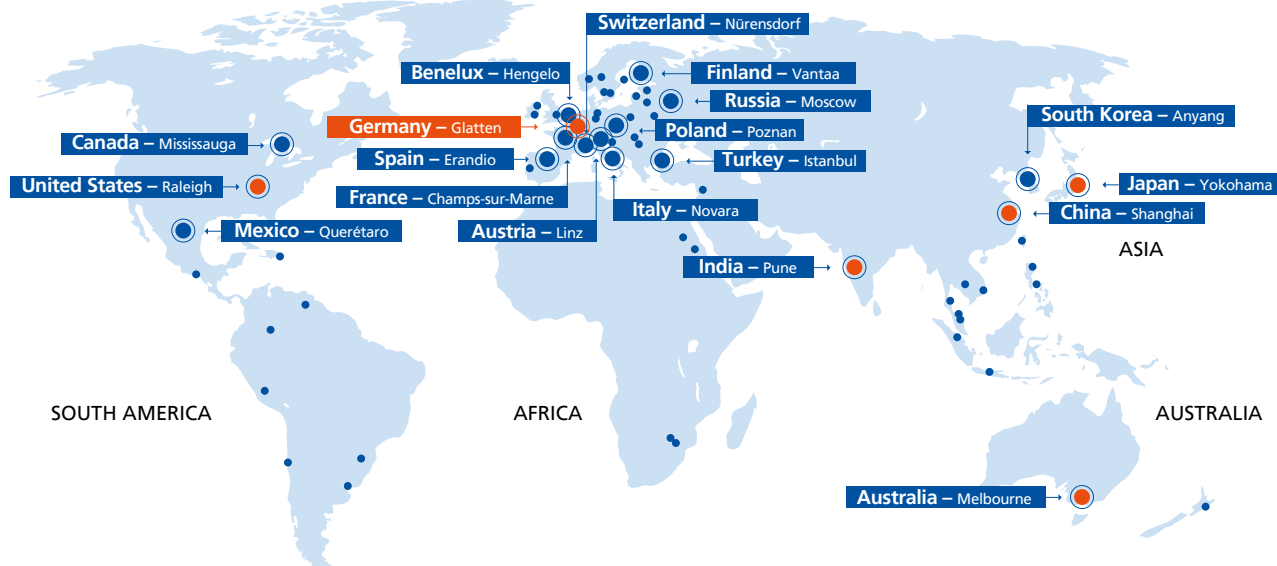 Switzerland – Nürensdorf
Benelux – Hengelo
Finland – Vantaa
Russia – Moscow
South Korea – Anyang
Germany – Glatten
Poland – Poznan
Canada – Mississauga
Spain – Erandio
Turkey – Istanbul
United States – Raleigh
France – Champs-sur-Marne
Italy – Novara
Japan – Yokohama
China – Shanghai
Mexico – Querétaro
Austria – Linz
ASIA
India – Pune
SOUTH AMERICA
AFRICA
AUSTRALIA
Australia – Melbourne